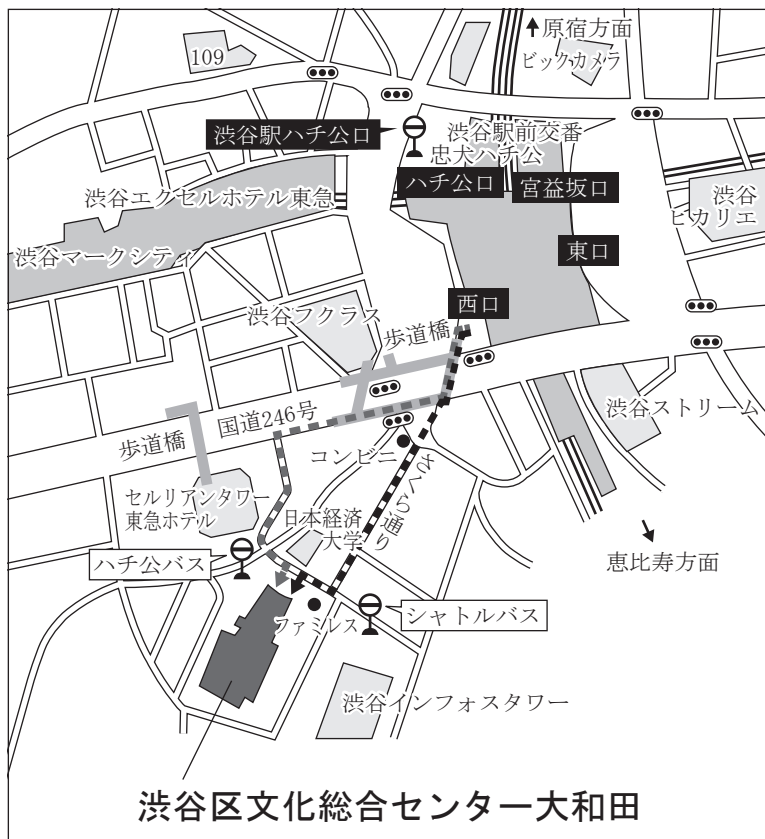 原宿方面
109
ビックカメラ
渋谷駅ハチ公口
渋谷駅前交番
忠犬ハチ公
ハチ公口
宮益坂口
渋谷
ヒカリエ
渋谷エクセルホテル東急
東口
渋谷マークシティ
西口
渋谷フクラス
歩道橋
渋谷ストリーム
国道246号
歩道橋
コンビニ
さくら通り
セルリアンタワー
東急ホテル
日本経済
大学
恵比寿方面
ハチ公バス
シャトルバス
ファミレス
渋谷インフォスタワー
渋谷区文化総合センター大和田